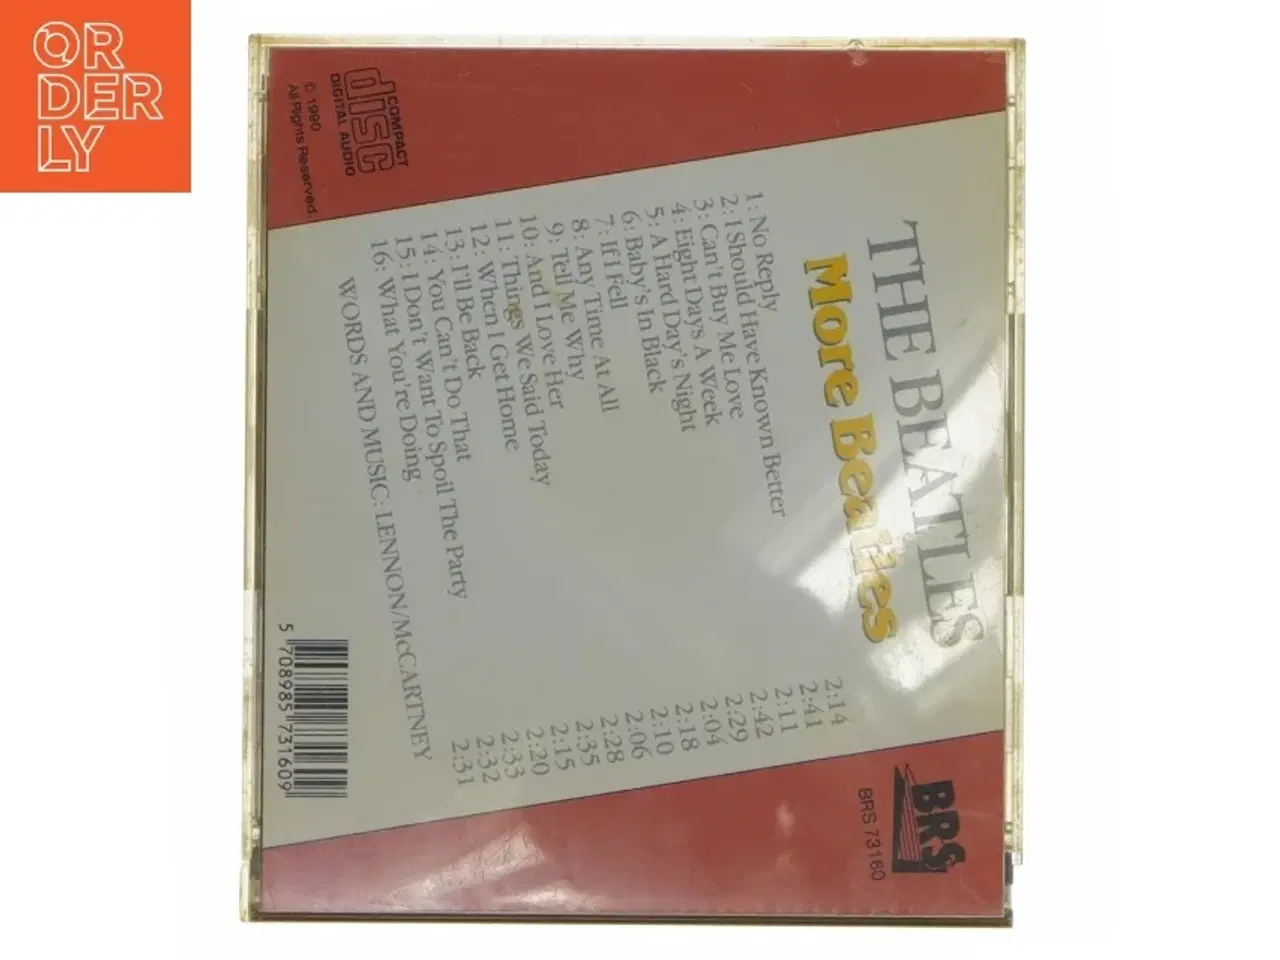 ORDERLY
THE BEATLES
More Beatles
1: No Reply 2:14
2: I Should Have Known Better 2:41
3: Can't Buy Me Love 2:11
4: Eight Days A Week 2:42
5: A Hard Day's Night 2:29
6: Baby's In Black 2:04
7: If I Fell 2:18
8: Any Time At All 2:10
9: Tell Me Why 2:06
10: And I Love Her 2:28
11: Things We Said Today 2:35
12: When I Get Home 2:15
13: I'll Be Back 2:20
14: You Can't Do That 2:33
15: I Don't Want To Spoil The Party 2:32
16: What You're Doing 2:31
WORDS AND MUSIC: LENNON/McCARTNEY
COMPACT
disc
DIGITAL AUDIO
© 1990
All Rights Reserved.
BRS
BRS 73160
5 708985 731609